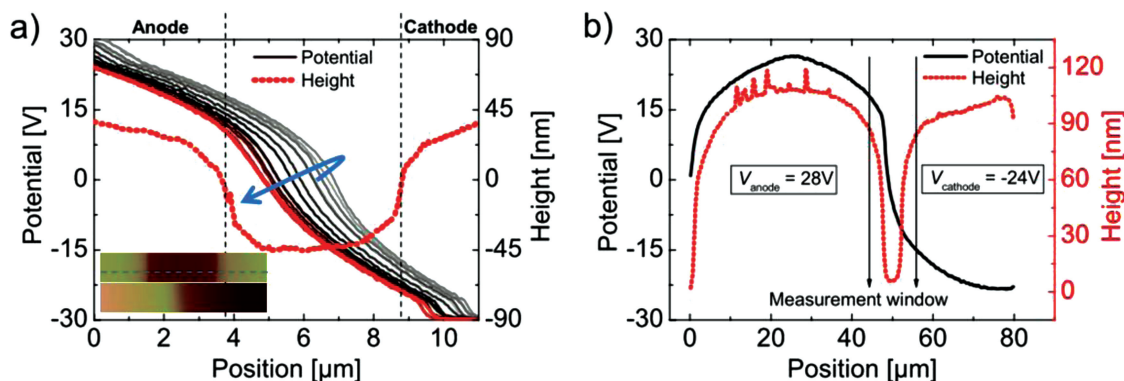 a)
Anode
Cathode
Potential
Height
30
15
0
-15
-30
Potential [V]
90
45
0
-45
-90
Height [nm]
0 2 4 6 8 10
Position [µm]
b)
Potential
Height
30
15
0
-15
-30
Potential [V]
120
90
60
30
0
Height [nm]
Vanode = 28V
Vcathode = -24V
Measurement window
0 20 40 60 80
Position [µm]